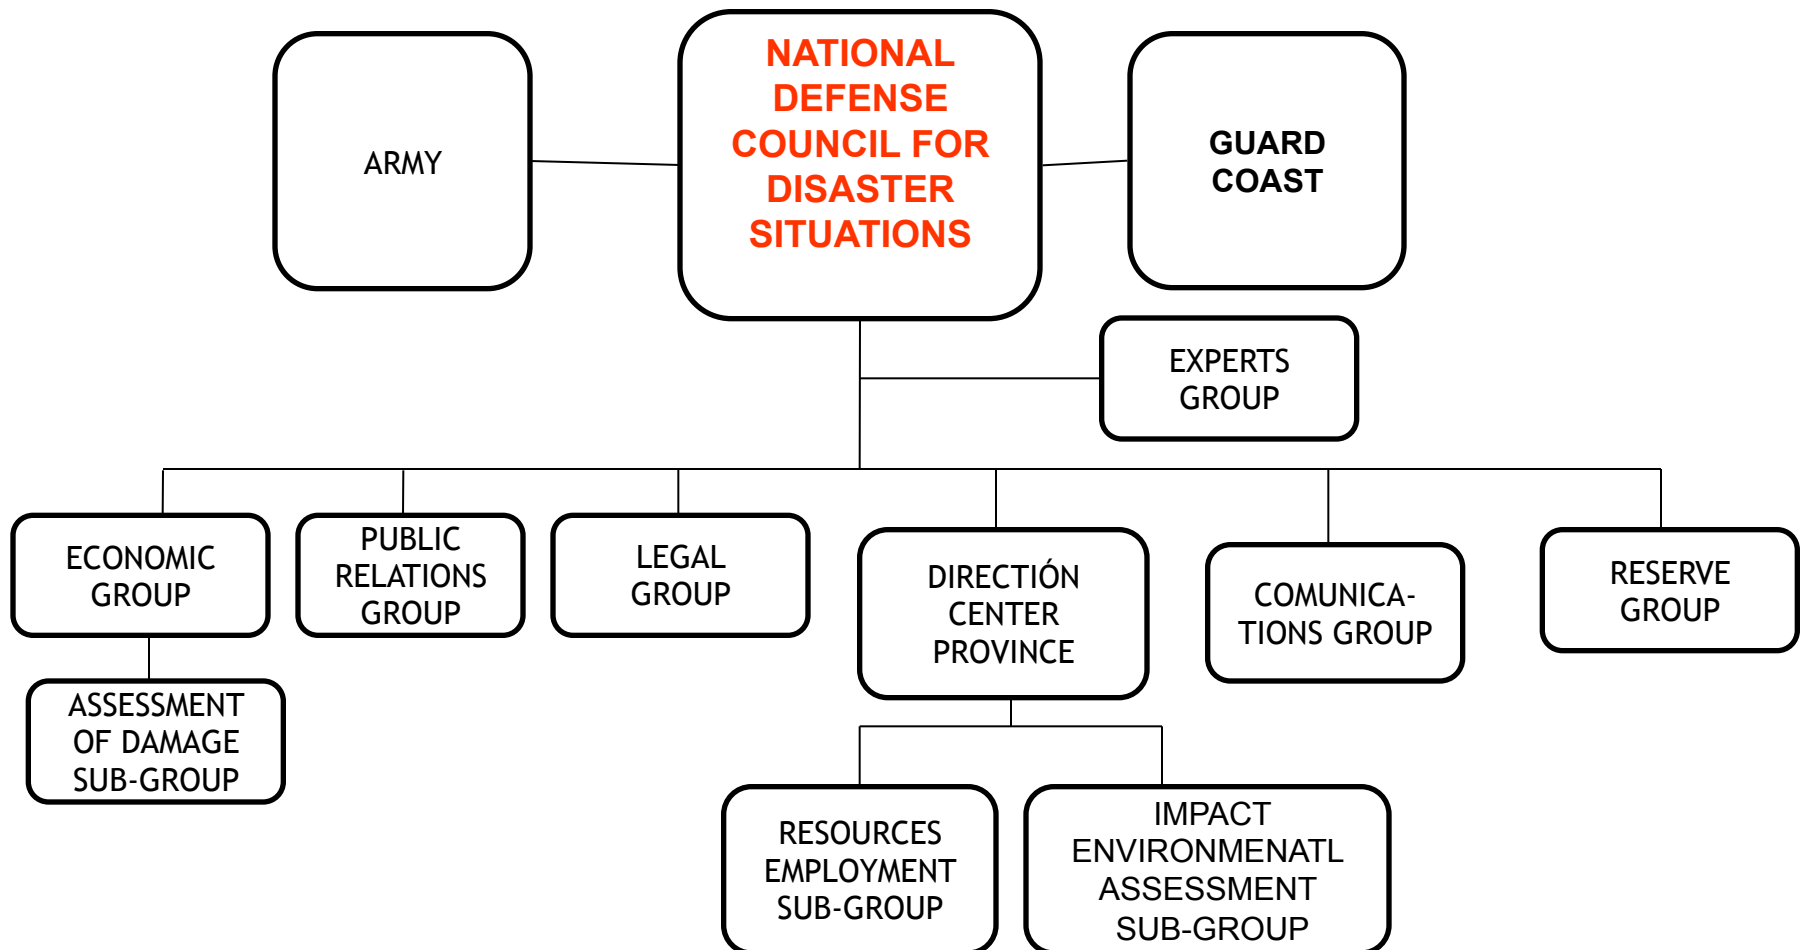 ARMY
NATIONAL
DEFENSE
COUNCIL FOR
DISASTER
SITUATIONS
GUARD
COAST
EXPERTS
GROUP
ECONOMIC
GROUP
PUBLIC
RELATIONS
GROUP
LEGAL
GROUP
DIRECTIÓN
CENTER
PROVINCE
COMUNICA-
TIONS GROUP
RESERVE
GROUP
ASSESSMENT
OF DAMAGE
SUB-GROUP
RESOURCES
EMPLOYMENT
SUB-GROUP
IMPACT
ENVIRONMENATL
ASSESSMENT
SUB-GROUP